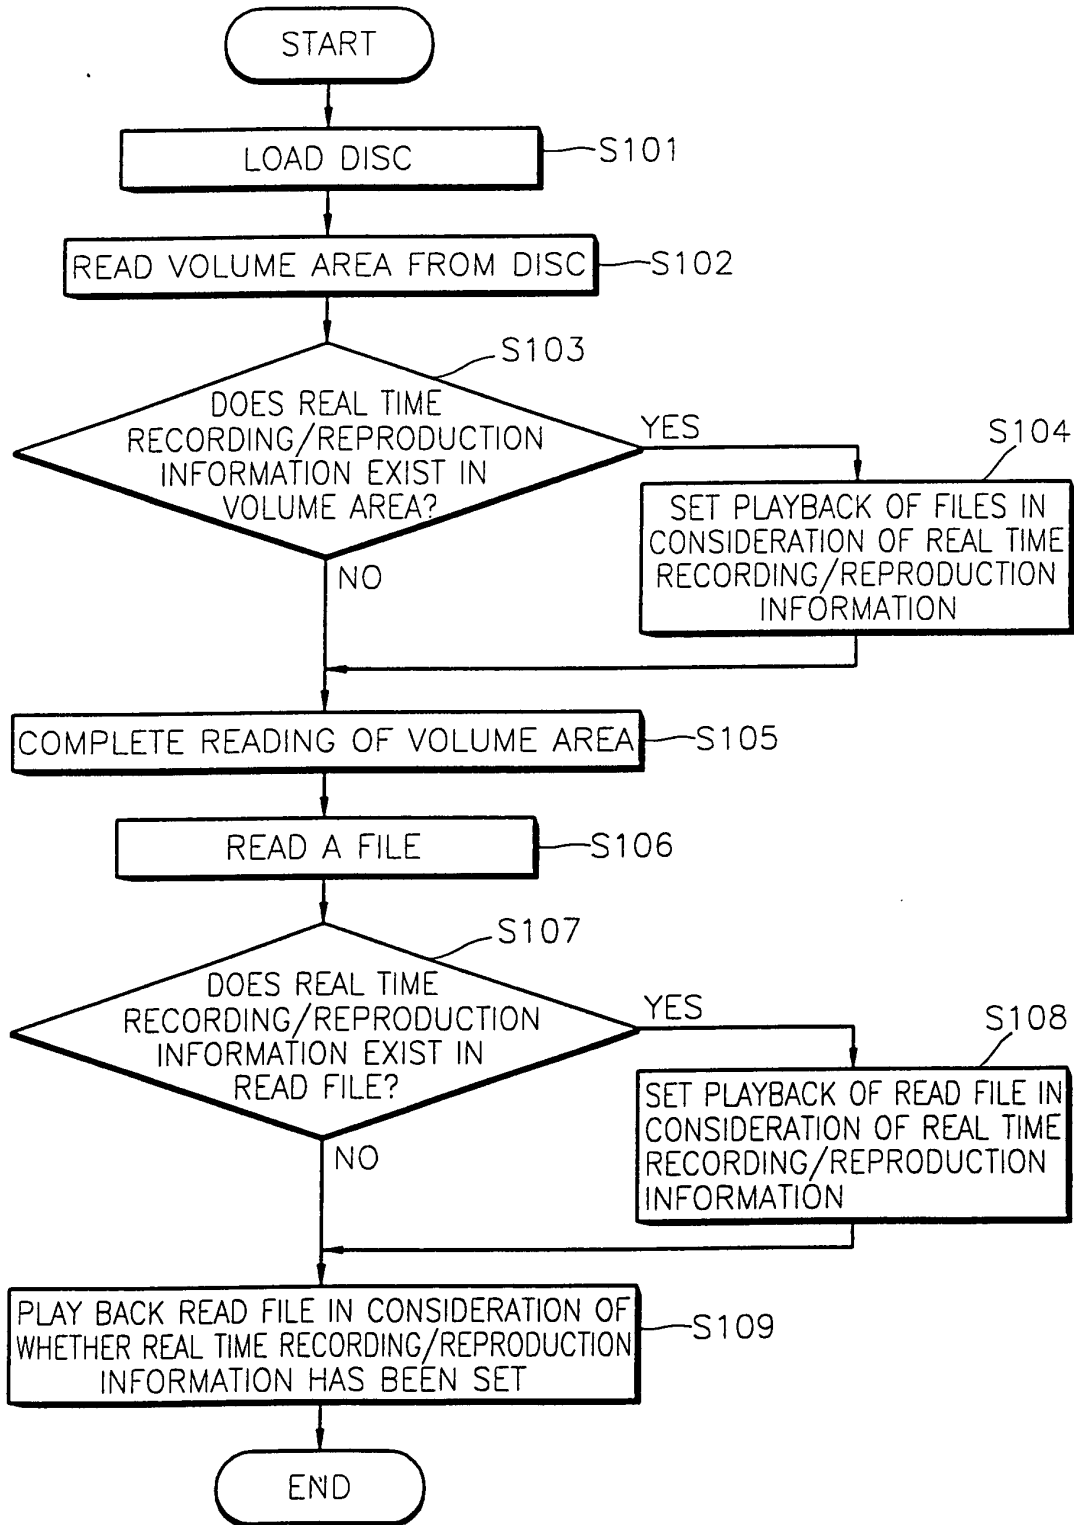 START
LOAD DISC
S101
READ VOLUME AREA FROM DISC
S102
S103
DOES REAL TIME
RECORDING/REPRODUCTION
INFORMATION EXIST IN
VOLUME AREA?
YES
NO
S104
SET PLAYBACK OF FILES IN
CONSIDERATION OF REAL TIME
RECORDING/REPRODUCTION
INFORMATION
COMPLETE READING OF VOLUME AREA
S105
READ A FILE
S106
S107
DOES REAL TIME
RECORDING/REPRODUCTION
INFORMATION EXIST IN
READ FILE?
YES
NO
S108
SET PLAYBACK OF READ FILE IN
CONSIDERATION OF REAL TIME
RECORDING/REPRODUCTION
INFORMATION
PLAY BACK READ FILE IN CONSIDERATION OF
WHETHER REAL TIME RECORDING/REPRODUCTION
INFORMATION HAS BEEN SET
S109
END